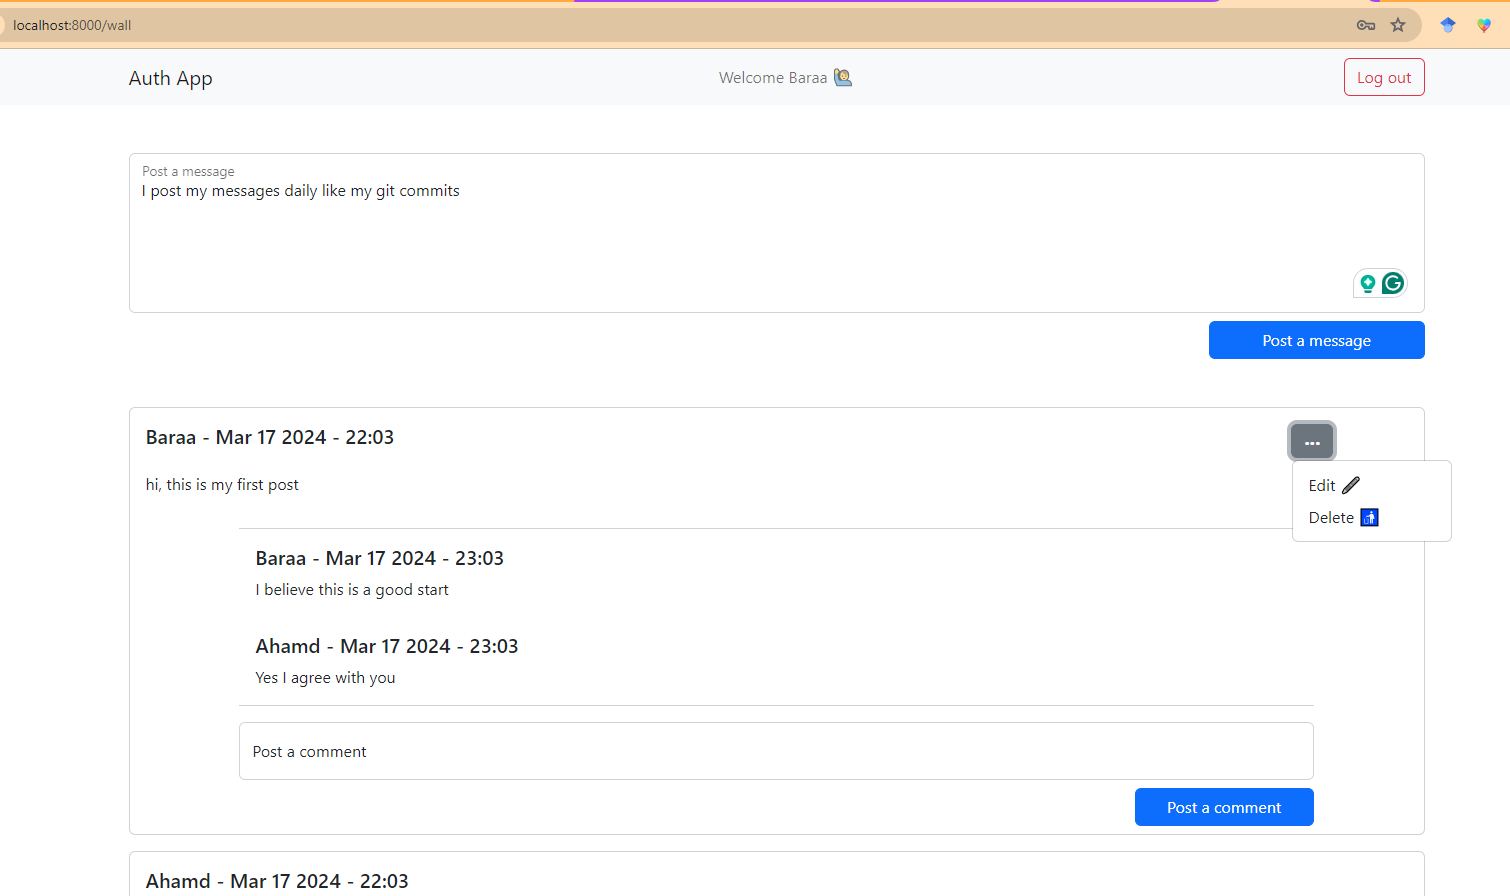 localhost:8000/wall
Auth App
Welcome Baraa
Log out
Post a message
I post my messages daily like my git commits
Post a message
Baraa - Mar 17 2024 - 22:03
...
hi, this is my first post
Edit
Delete
Baraa - Mar 17 2024 - 23:03
I believe this is a good start
Ahamd - Mar 17 2024 - 23:03
Yes I agree with you
Post a comment
Post a comment
Ahamd - Mar 17 2024 - 22:03